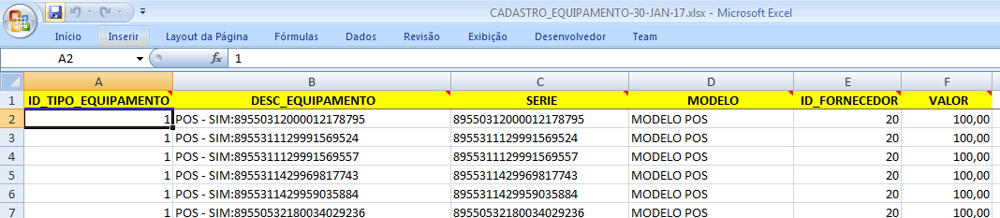 CADASTRO_EQUIPAMENTO-30-JAN-17.xlsx - Microsoft Excel
Início Inserir Layout da Página Fórmulas Dados Revisão Exibição Desenvolvedor Team
A2 fx 1
A B C D E F
1 ID_TIPO_EQUIPAMENTO DESC_EQUIPAMENTO SERIE MODELO ID_FORNECEDOR VALOR
2 1 POS - SIM:89550312000012178795 89550312000012178795 MODELO POS 20 100,00
3 1 POS - SIM:8955311129991569524 8955311129991569524 MODELO POS 20 100,00
4 1 POS - SIM:8955311129991569557 8955311129991569557 MODELO POS 20 100,00
5 1 POS - SIM:8955311429969817743 8955311429969817743 MODELO POS 20 100,00
6 1 POS - SIM:8955311429959035884 8955311429959035884 MODELO POS 20 100,00
7 1 POS - SIM:89550532180034029236 89550532180034029236 MODELO POS 20 100,00